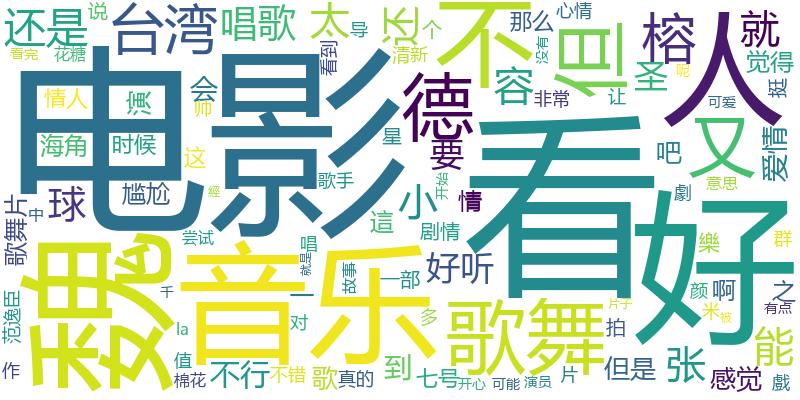 还是 说 台湾 唱歌 太 导 还 个 不 但 那么 心情 榕 人 就
看完 花糖 看到 清新 没有 觉得
情人 演 会 电影 德 容 非常 圣 让 呢 挺
海角 时候 师 星 要 看 又 可爱 爱情
球 尴尬 这 歌手 小 情 开始 吧 意思
歌舞片 中 經 這 剧情 劇 好
尝试 唱 就是 故事 一部 好听 樂 群
魏 音乐 歌舞 颜 啊 之
范逸臣 千 一 多 拍 米 被 片子 有点
la 对 张 能
作 值 棉花 不行 不错 歌 真的 到 七号 开心 可能 演员 片 但是 感觉 戲